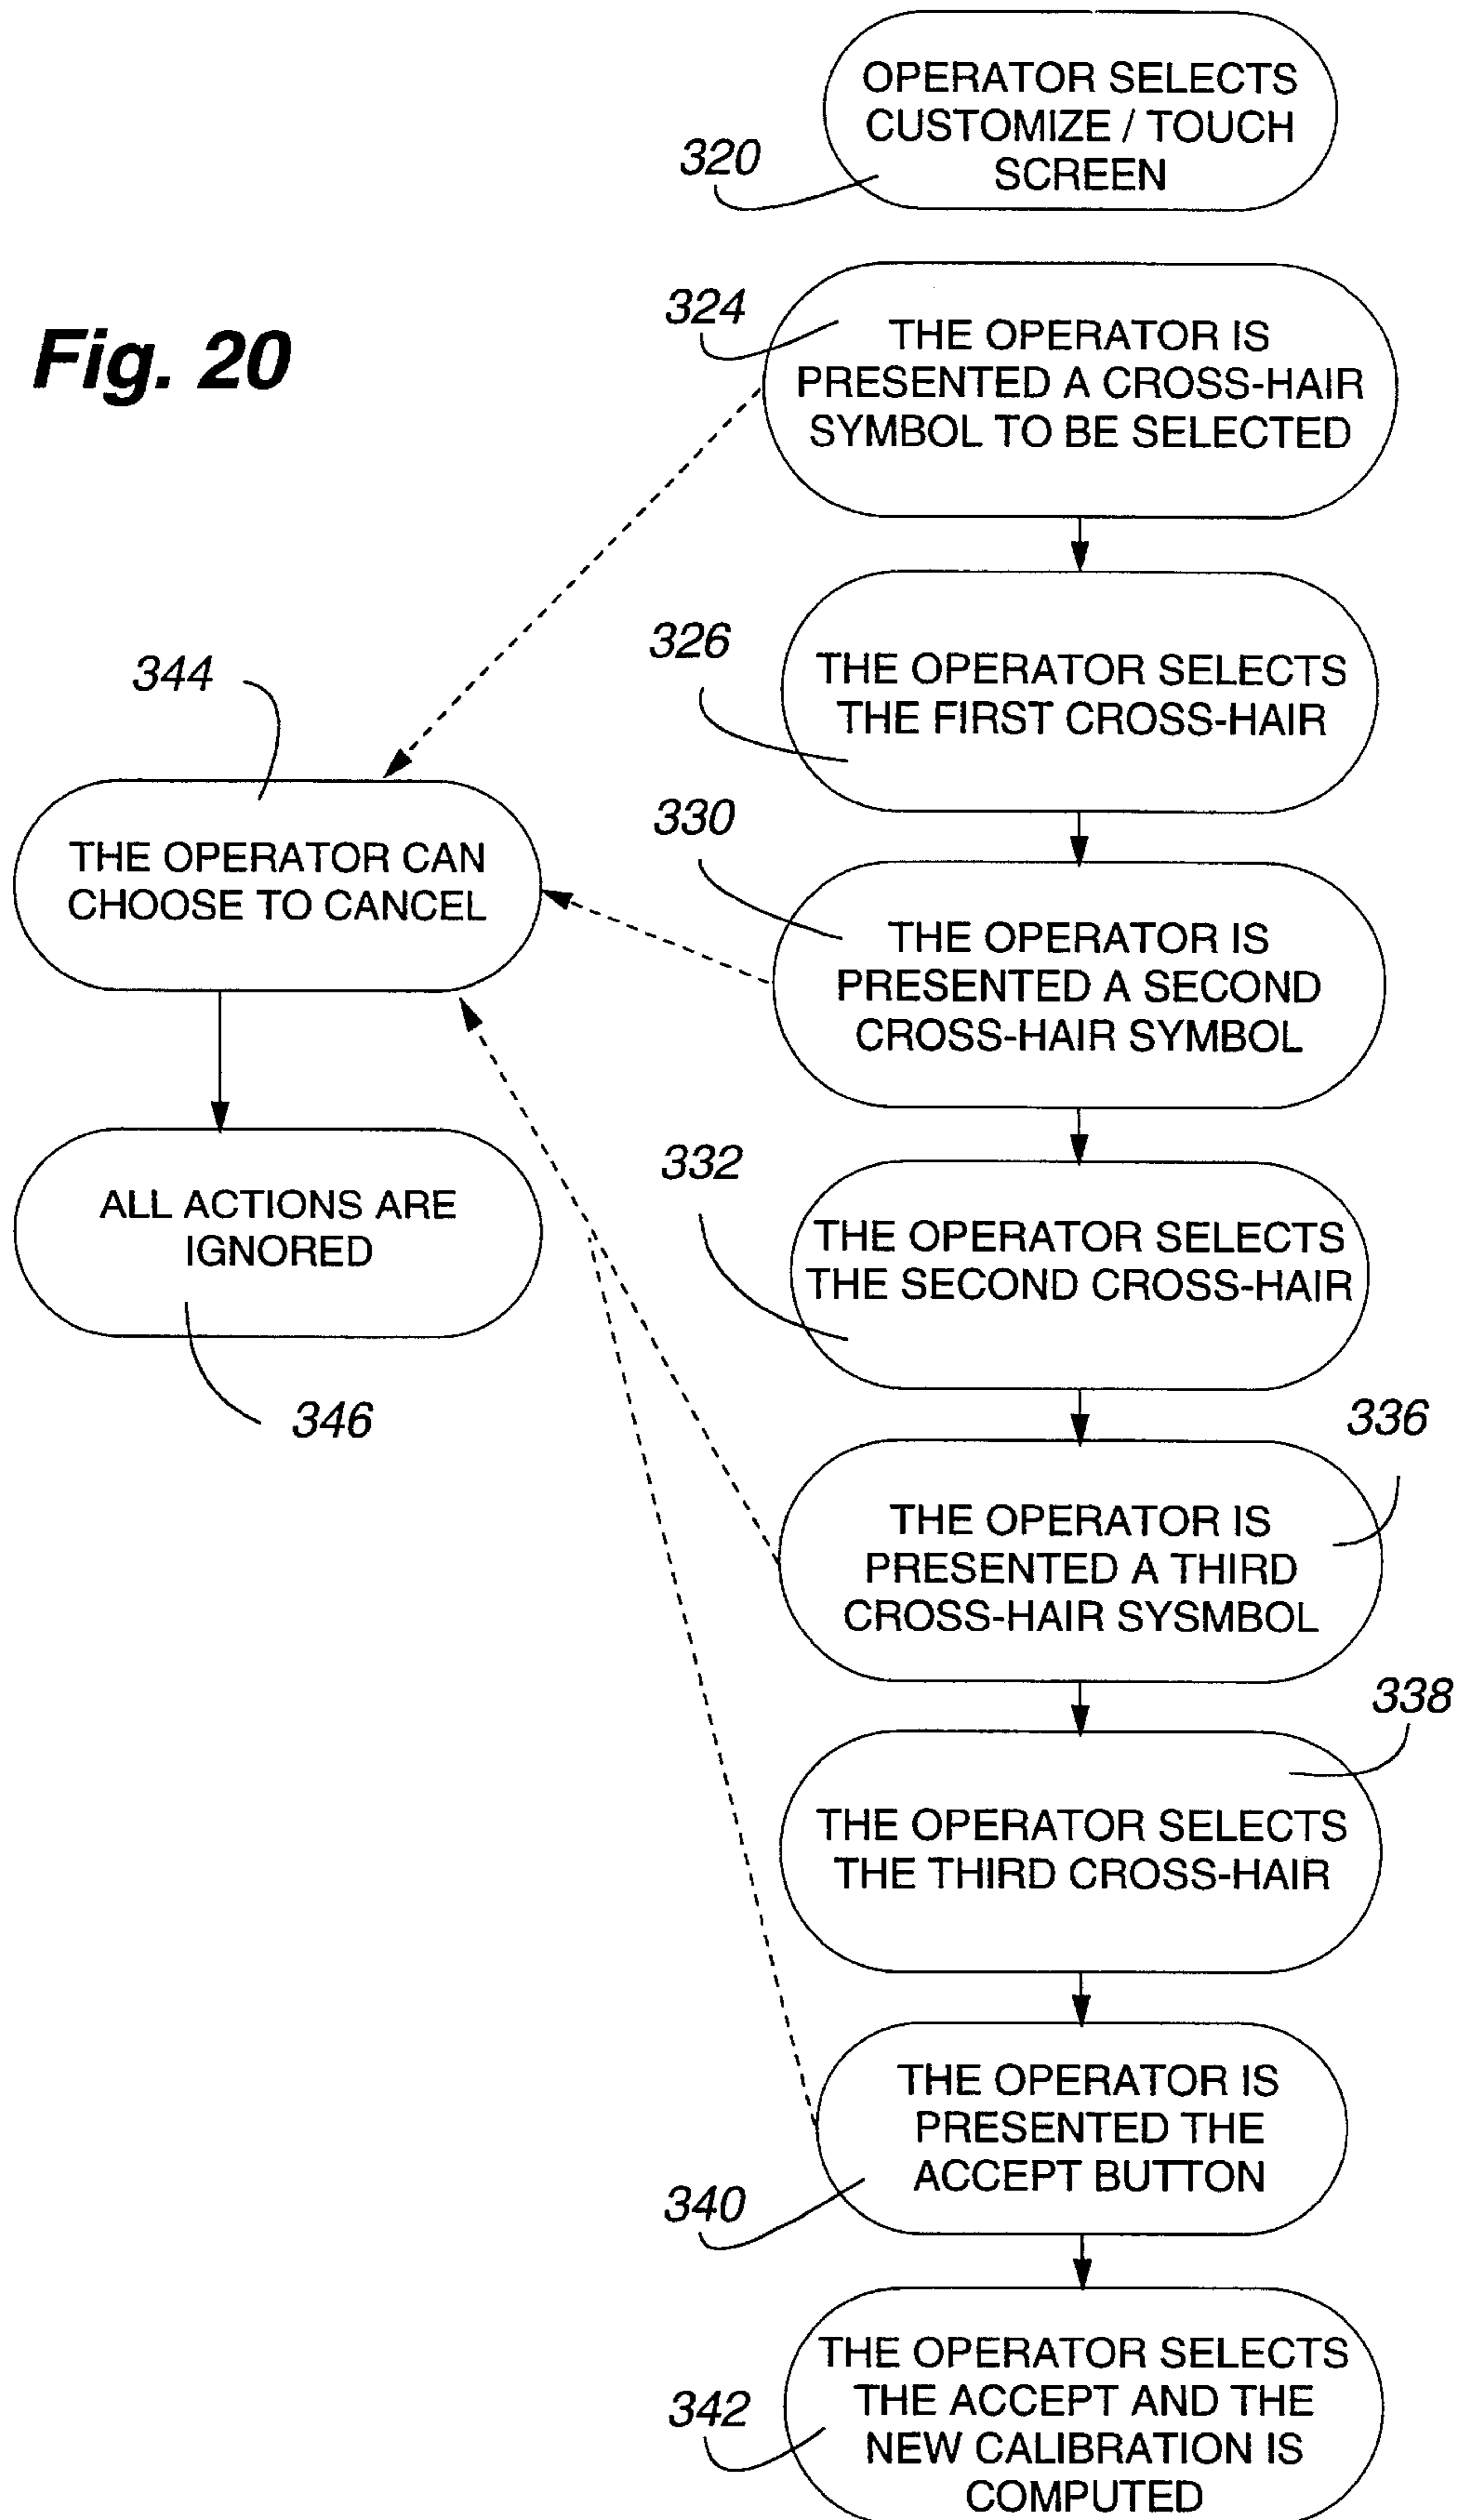 OPERATOR SELECTS
CUSTOMIZE / TOUCH
SCREEN
320
Fig. 20
324
THE OPERATOR IS
PRESENTED A CROSS-HAIR
SYMBOL TO BE SELECTED
326
THE OPERATOR SELECTS
THE FIRST CROSS-HAIR
344
THE OPERATOR CAN
CHOOSE TO CANCEL
330
THE OPERATOR IS
PRESENTED A SECOND
CROSS-HAIR SYMBOL
ALL ACTIONS ARE
IGNORED
346
332
THE OPERATOR SELECTS
THE SECOND CROSS-HAIR
336
THE OPERATOR IS
PRESENTED A THIRD
CROSS-HAIR SYSMBOL
338
THE OPERATOR SELECTS
THE THIRD CROSS-HAIR
THE OPERATOR IS
PRESENTED THE
ACCEPT BUTTON
340
THE OPERATOR SELECTS
THE ACCEPT AND THE
NEW CALIBRATION IS
COMPUTED
342